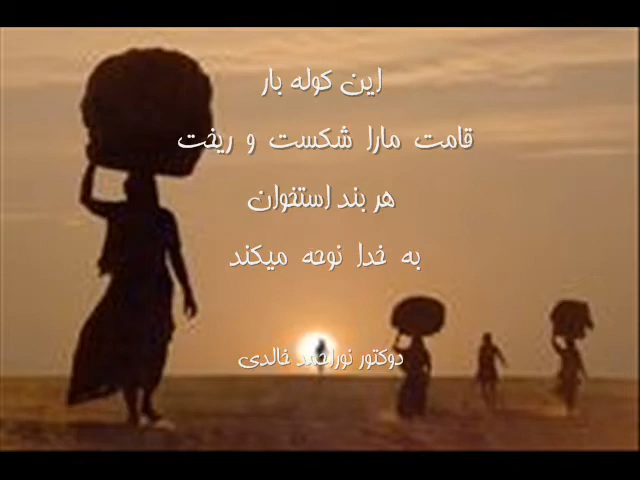 این کوله بار
قامت مارا شکست و ریخت
هر بند استخوان
به خدا نوحه میکند
دوکتور نوراحمد خالدی